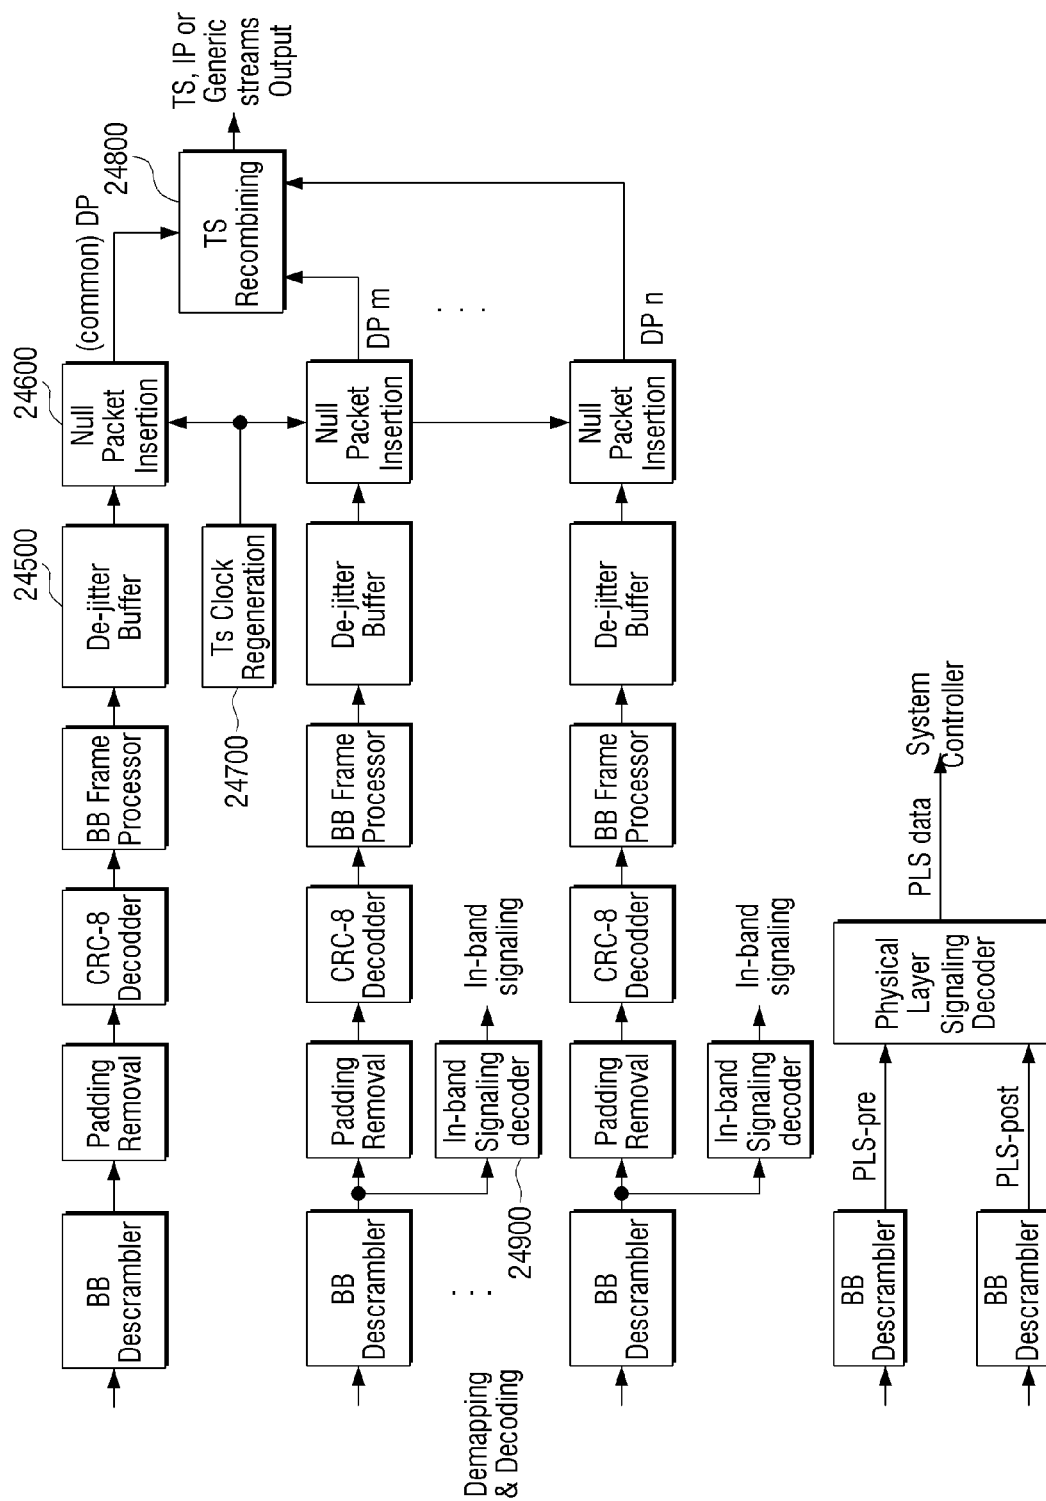 Demapping
& Decoding
BB
Descrambler
Padding
Removal
CRC-8
Decodder
BB Frame
Processor
De-jitter
Buffer
24500
Null
Packet
Insertion
24600
(common) DP
TS
Recombining
24800
TS, IP or
Generic
streams
Output
Ts Clock
Regeneration
24700
BB
Descrambler
Padding
Removal
CRC-8
Decodder
BB Frame
Processor
De-jitter
Buffer
Null
Packet
Insertion
DP m
In-band
Signaling
decoder
24900
In-band
signaling
. . .
. . .
BB
Descrambler
Padding
Removal
CRC-8
Decodder
BB Frame
Processor
De-jitter
Buffer
Null
Packet
Insertion
DP n
In-band
Signaling
decoder
In-band
signaling
BB
Descrambler
PLS-pre
Physical
Layer
Signaling
Decoder
PLS data
System
Controller
BB
Descrambler
PLS-post